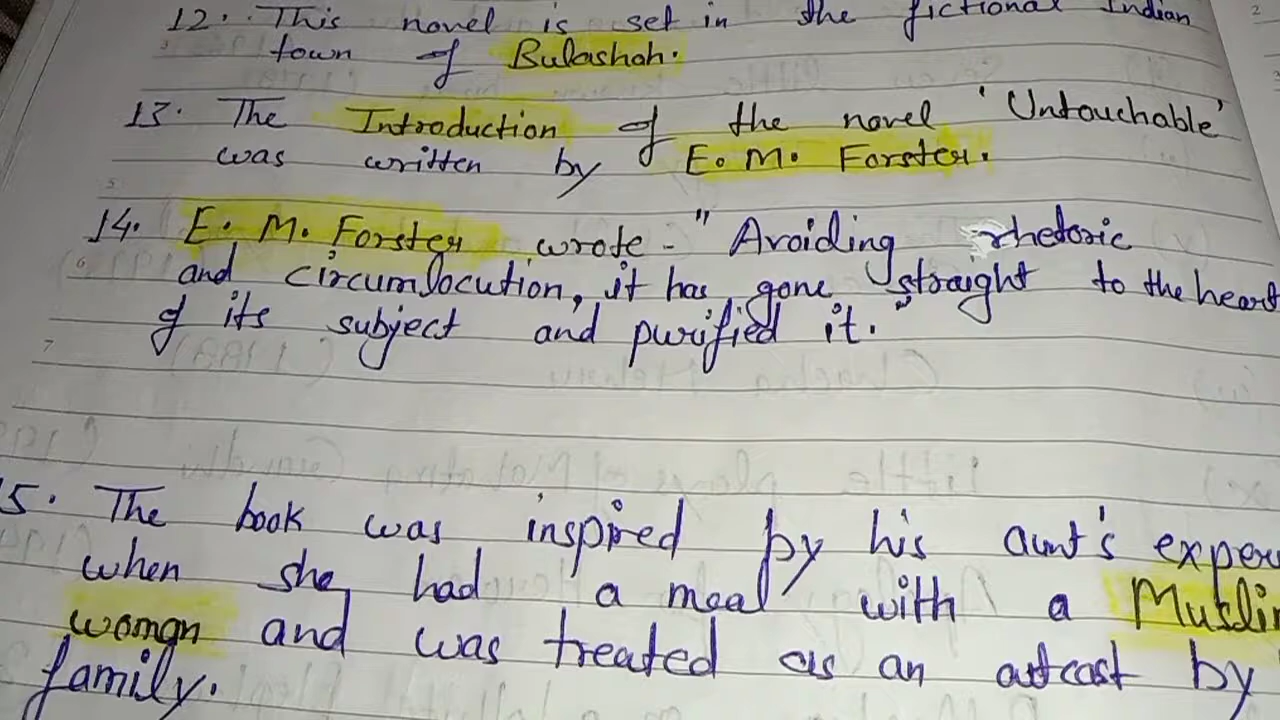 12. This novel is set in the fictional Indian
town of Bulashah.
13. The Introduction of the novel 'Untouchable'
was written by E. M. Forster.
14. E. M. Forster wrote - "Avoiding rhetoric
and circumlocution, it has gone straight to the heart
of its subject and purified it."
5. The book was inspired by his aunt's exper
when she had a meal with a Muslim
woman and was treated as an outcast by
family.